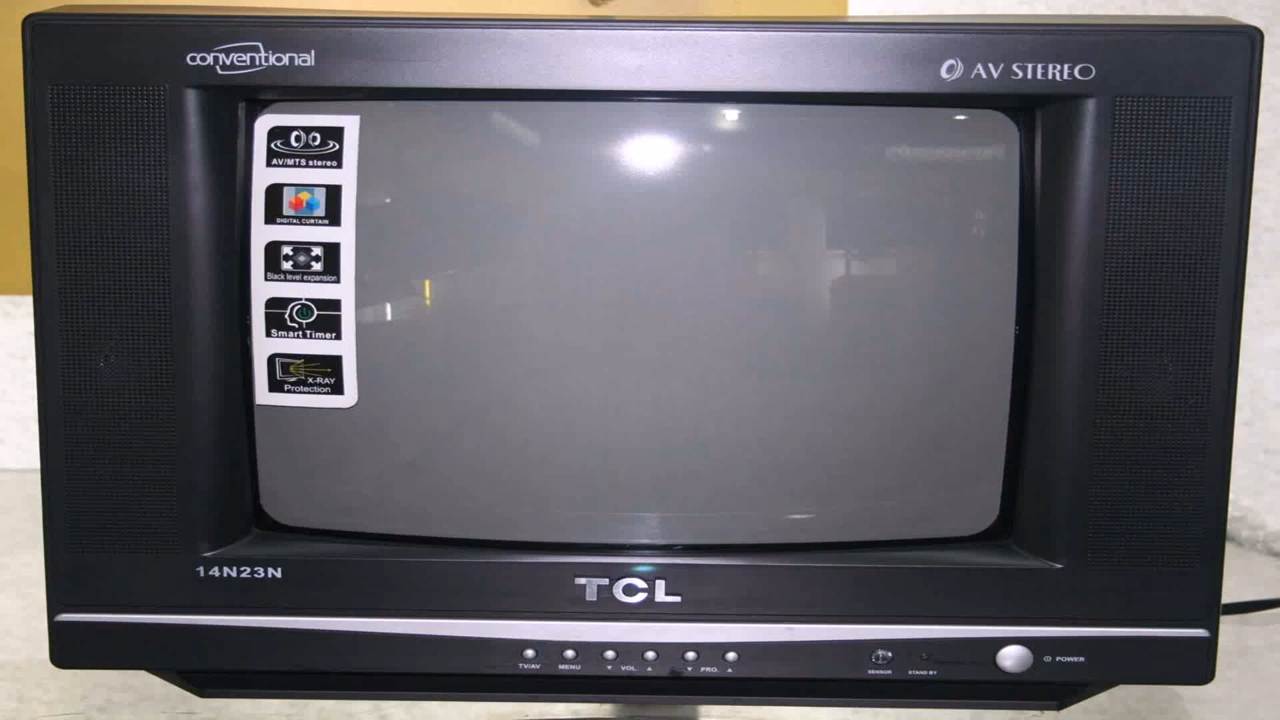 conventional
AV STEREO
AV/MTS stereo
DIGITAL CURTAIN
Black level expansion
Smart Timer
X-RAY
Protection
14N23N
TCL
TV/AV MENU ▼ VOL. ▲ ▼ PRO. ▲
SENSOR STAND BY POWER